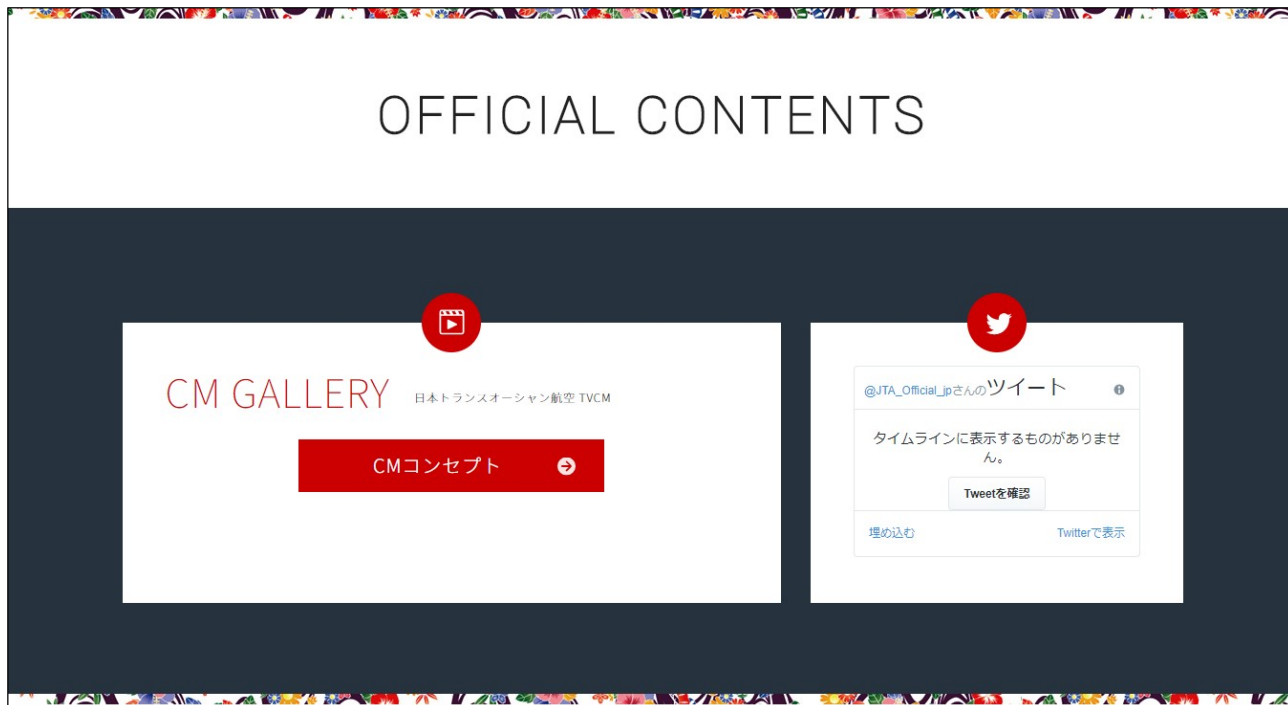 OFFICIAL CONTENTS
CM GALLERY 日本トランスオーシャン航空 TVCM
CMコンセプト
@JTA_Official_jpさんのツイート
タイムラインに表示するものがありませ
ん。
Tweetを確認
埋め込む Twitterで表示